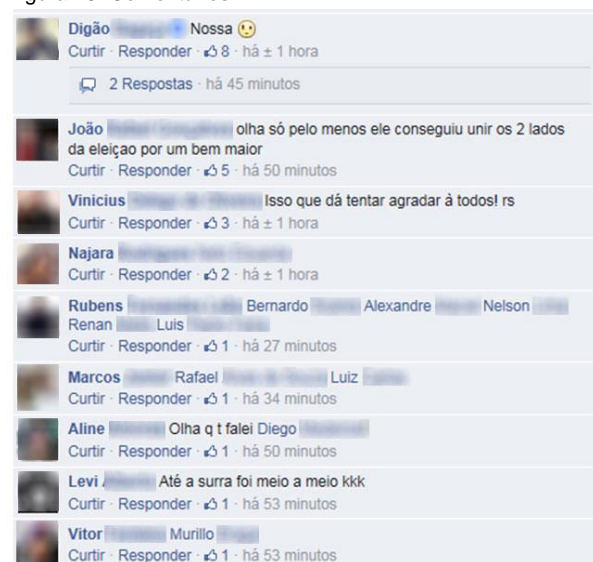 Digão Nossa
Curtir · Responder · 8 · há ± 1 hora
2 Respostas · há 45 minutos
João olha só pelo menos ele conseguiu unir os 2 lados
da eleiçao por um bem maior
Curtir · Responder · 5 · há 50 minutos
Vinicius Isso que dá tentar agradar à todos! rs
Curtir · Responder · 3 · há ± 1 hora
Najara
Curtir · Responder · 2 · há ± 1 hora
Rubens Bernardo Alexandre Nelson
Renan Luis
Curtir · Responder · 1 · há 27 minutos
Marcos Rafael Luiz
Curtir · Responder · 1 · há 34 minutos
Aline Olha q t falei Diego
Curtir · Responder · 1 · há 50 minutos
Levi Até a surra foi meio a meio kkk
Curtir · Responder · 1 · há 53 minutos
Vitor Murillo
Curtir · Responder · 1 · há 53 minutos